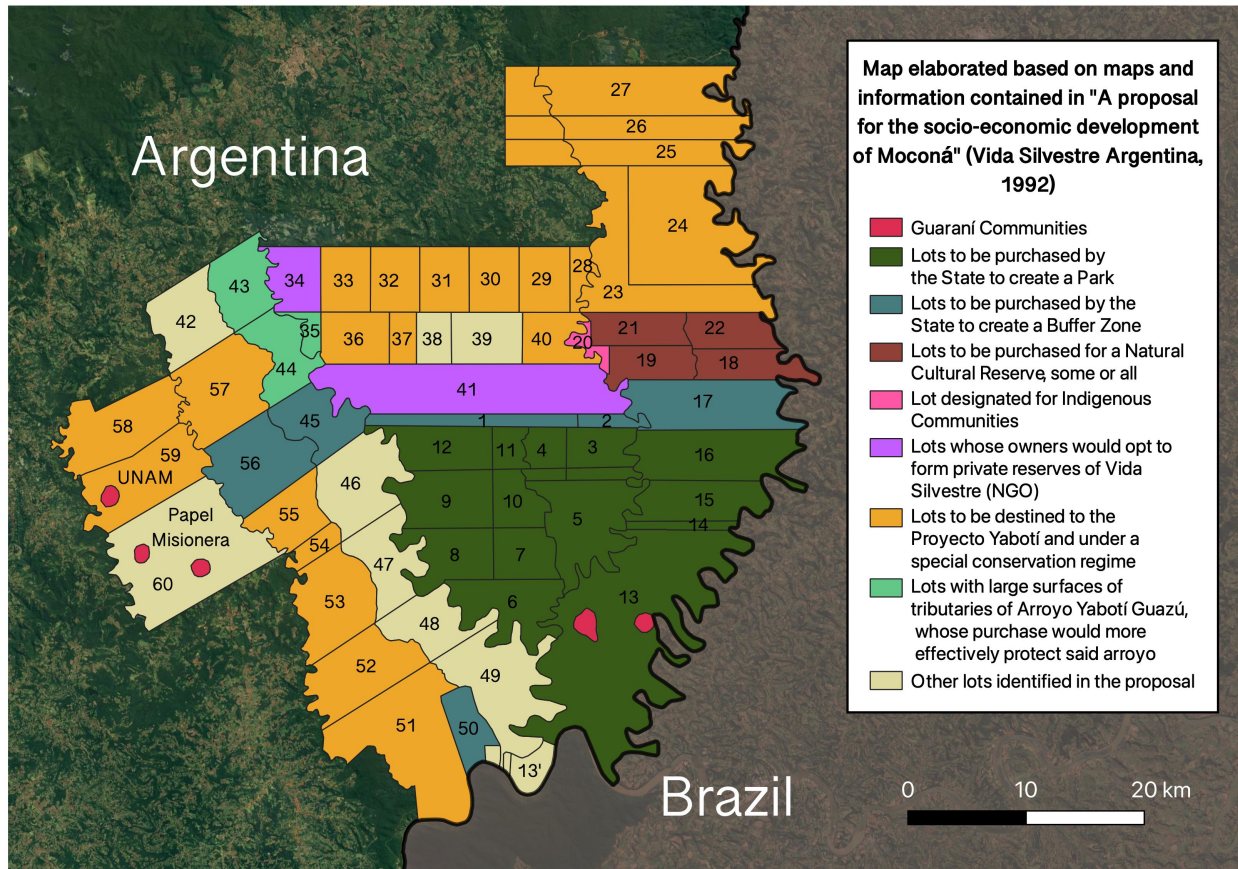 Map elaborated based on maps and
information contained in "A proposal
for the socio-economic development
of Moconá" (Vida Silvestre Argentina,
1992)
Guaraní Communities
Lots to be purchased by
the State to create a Park
Lots to be purchased by the
State to create a Buffer Zone
Lots to be purchased for a Natural
Cultural Reserve, some or all
Lot designated for Indigenous
Communities
Lots whose owners would opt to
form private reserves of Vida
Silvestre (NGO)
Lots to be destined to the
Proyecto Yabotí and under a
special conservation regime
Lots with large surfaces of
tributaries of Arroyo Yabotí Guazú,
whose purchase would more
effectively protect said arroyo
Other lots identified in the proposal
0 10 20 km
Argentina
Brazil
27
26
25
24
23
28
29
30
31
32
33
34
43
42
35
36
37
38
39
40
20
21
22
19
18
44
41
17
57
58
45
1
2
59
UNAM
56
12
11
4
3
16
46
9
10
5
15
14
Papel
Misionera
60
55
54
47
8
7
53
6
13
48
52
49
51
50
13'